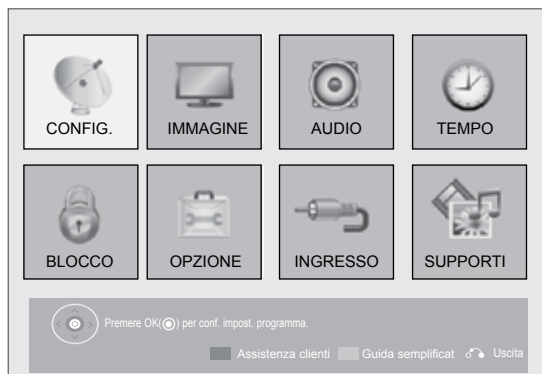 CONFIG. IMMAGINE AUDIO TEMPO
BLOCCO OPZIONE INGRESSO SUPPORTI
Premere OK(◉) per conf. impost. programma.
Assistenza clienti Guida semplificat Uscita